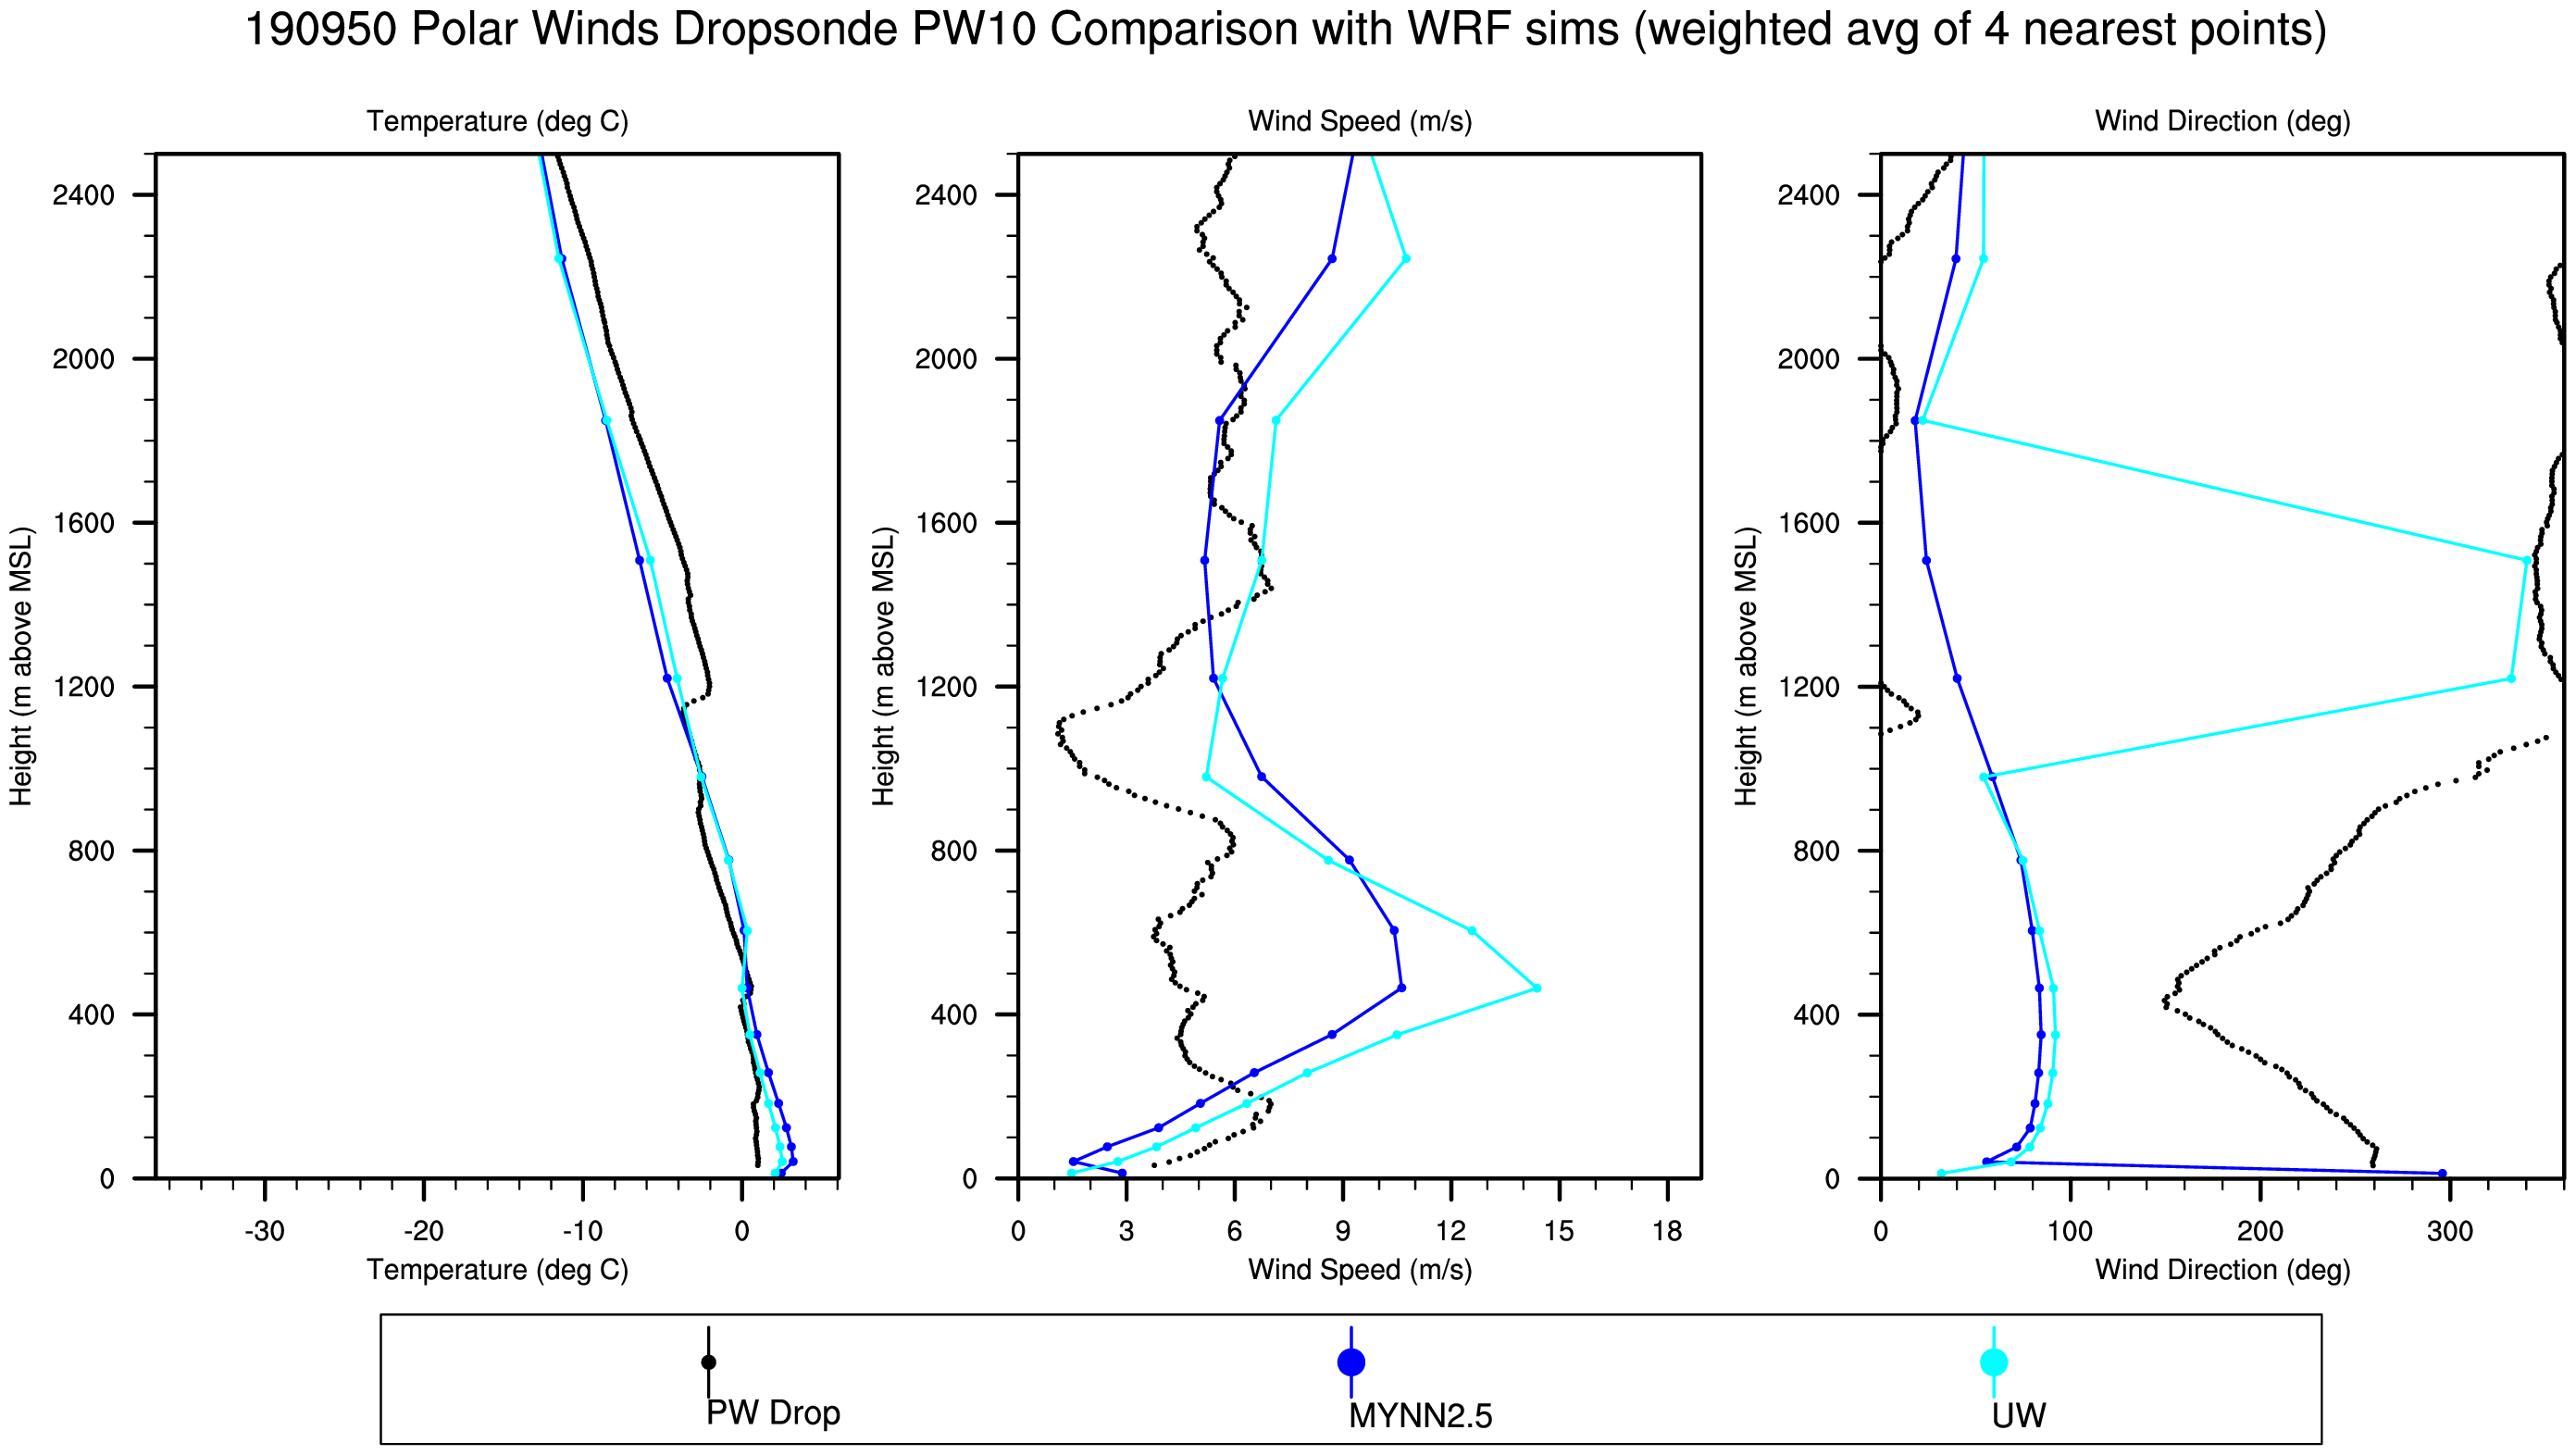 190950 Polar Winds Dropsonde PW10 Comparison with WRF sims (weighted avg of 4 nearest points)
Temperature (deg C)
Wind Speed (m/s)
Wind Direction (deg)
2400
2000
1600
1200
800
400
0
Height (m above MSL)
-30
-20
-10
0
Temperature (deg C)
2400
2000
1600
1200
800
400
0
Height (m above MSL)
0
3
6
9
12
15
18
Wind Speed (m/s)
2400
2000
1600
1200
800
400
0
Height (m above MSL)
0
100
200
300
Wind Direction (deg)
PW Drop
MYNN2.5
UW